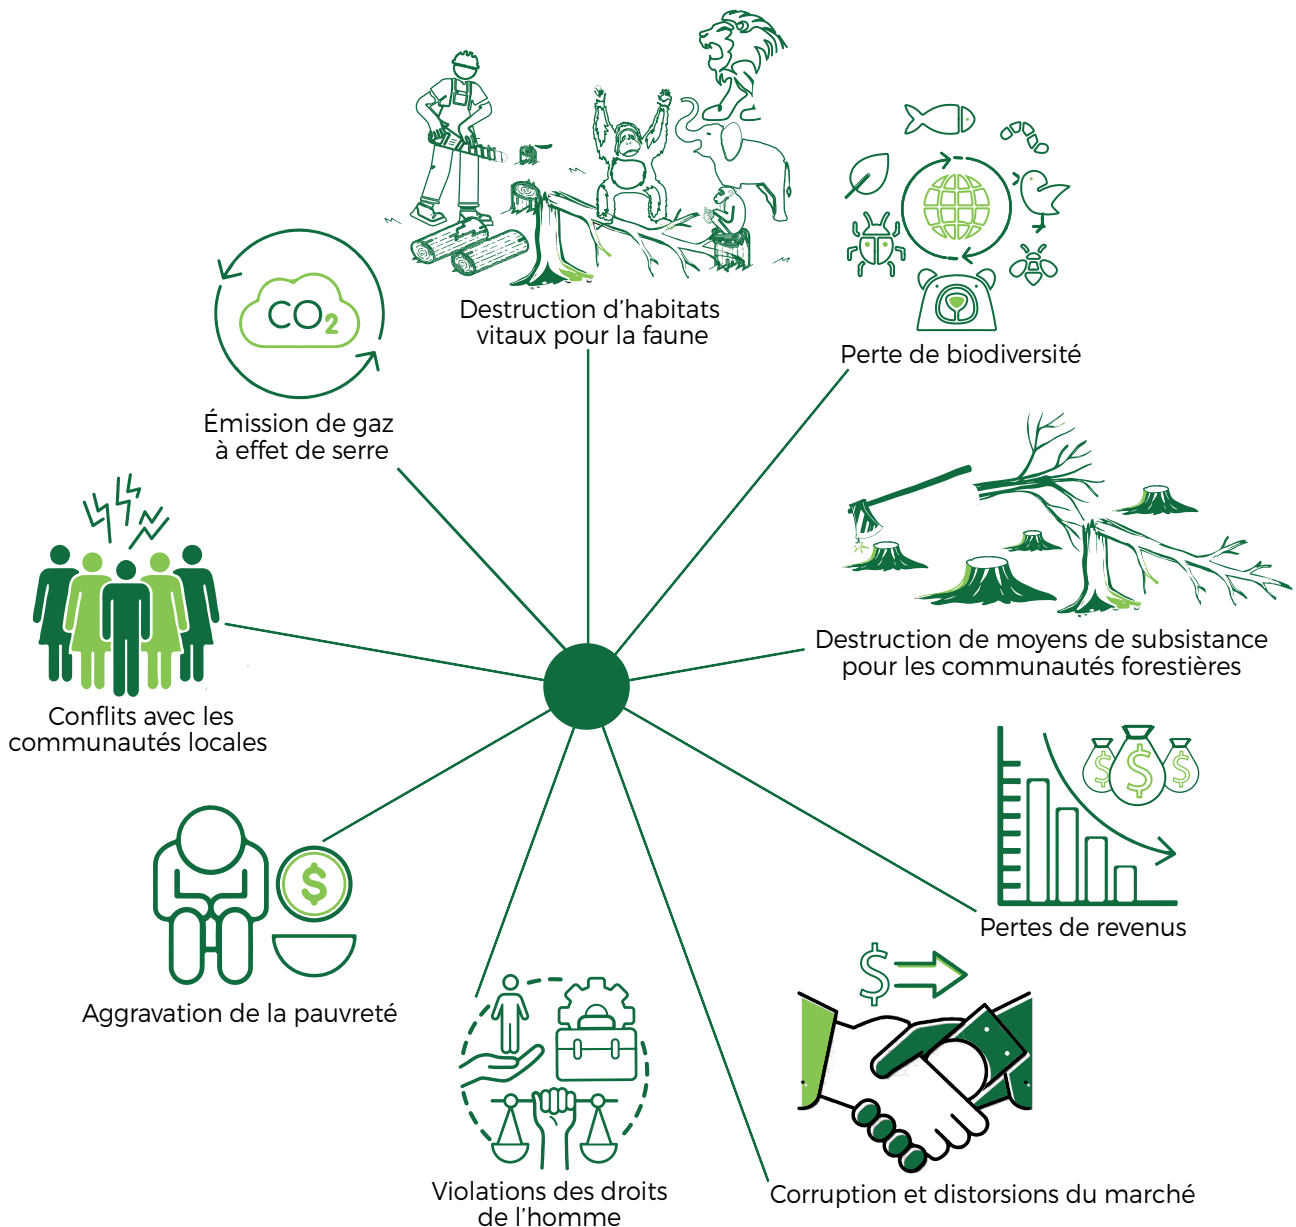 CO2
Destruction d'habitats
vitaux pour la faune
Perte de biodiversité
Émission de gaz
à effet de serre
Destruction de moyens de subsistance
pour les communautés forestières
Conflits avec les
communautés locales
$ $ $
Pertes de revenus
$
Aggravation de la pauvreté
$
Violations des droits
de l'homme
Corruption et distorsions du marché